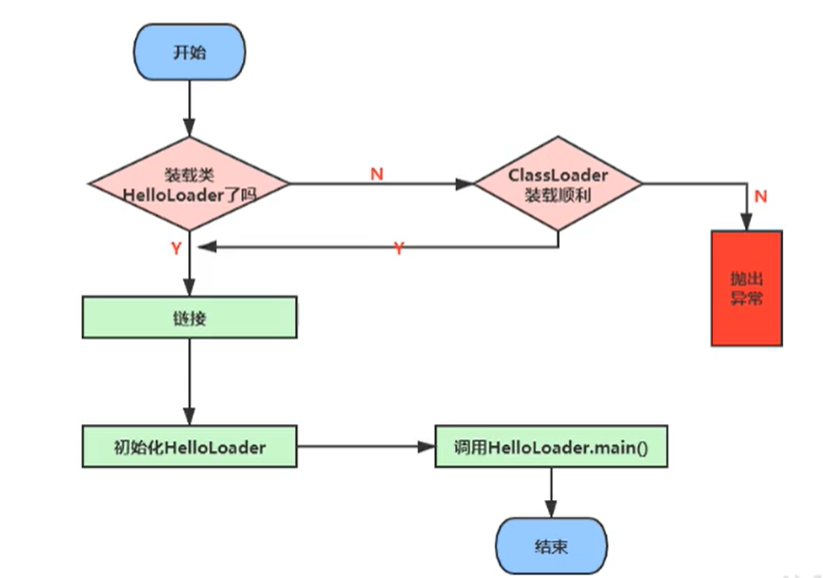 开始
装载类
HelloLoader了吗
N
ClassLoader
装载顺利
N
Y
Y
抛出
异常
链接
初始化HelloLoader
调用HelloLoader.main()
结束